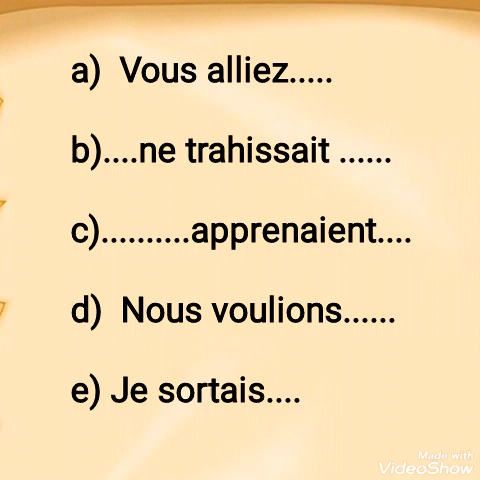 a)  Vous alliez.....
b)....ne trahissait ......
c)..........apprenaient....
d)  Nous voulions......
e) Je sortais....
Made with
VideoShow